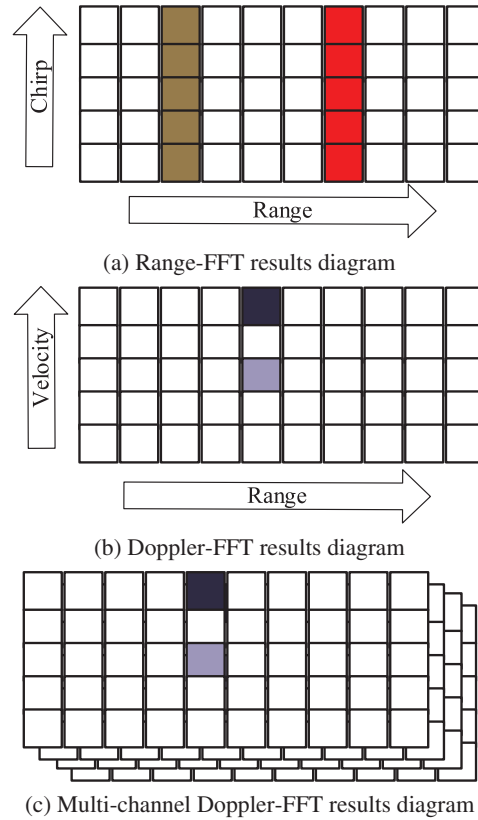 Chirp
Range
(a) Range-FFT results diagram
Velocity
Range
(b) Doppler-FFT results diagram
(c) Multi-channel Doppler-FFT results diagram